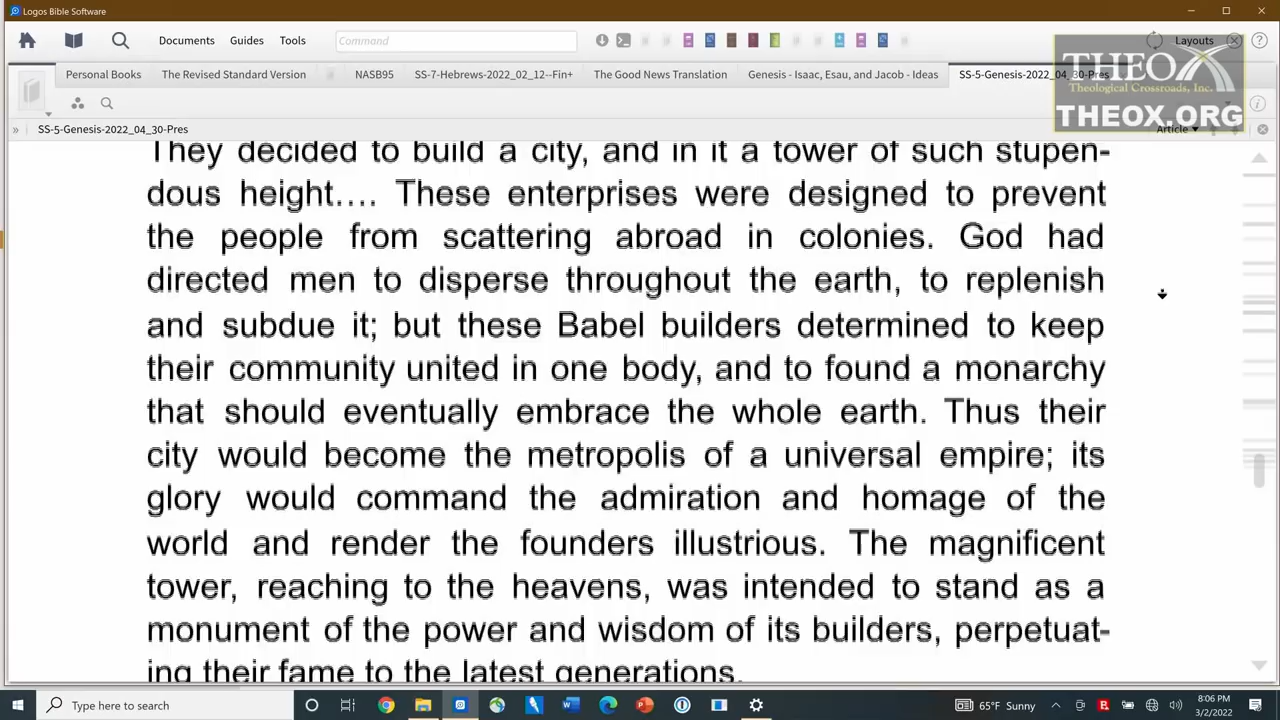 Logos Bible Software
Documents Guides Tools Command Layouts
THEOX
Theological Crossroads, Inc.
THEOX.ORG
Personal Books The Revised Standard Version NASB95 SS-7-Hebrews-2022_02_12--Fin+ The Good News Translation Genesis - Isaac, Esau, and Jacob - Ideas SS-5-Genesis-2022_04_30-Pres
» SS-5-Genesis-2022_04_30-Pres Article
They decided to build a city, and in it a tower of such stupen-
dous height.... These enterprises were designed to prevent
the people from scattering abroad in colonies. God had
directed men to disperse throughout the earth, to replenish
and subdue it; but these Babel builders determined to keep
their community united in one body, and to found a monarchy
that should eventually embrace the whole earth. Thus their
city would become the metropolis of a universal empire; its
glory would command the admiration and homage of the
world and render the founders illustrious. The magnificent
tower, reaching to the heavens, was intended to stand as a
monument of the power and wisdom of its builders, perpetuat-
ing their fame to the latest generations.
Type here to search 65°F Sunny 8:06 PM
3/2/2022